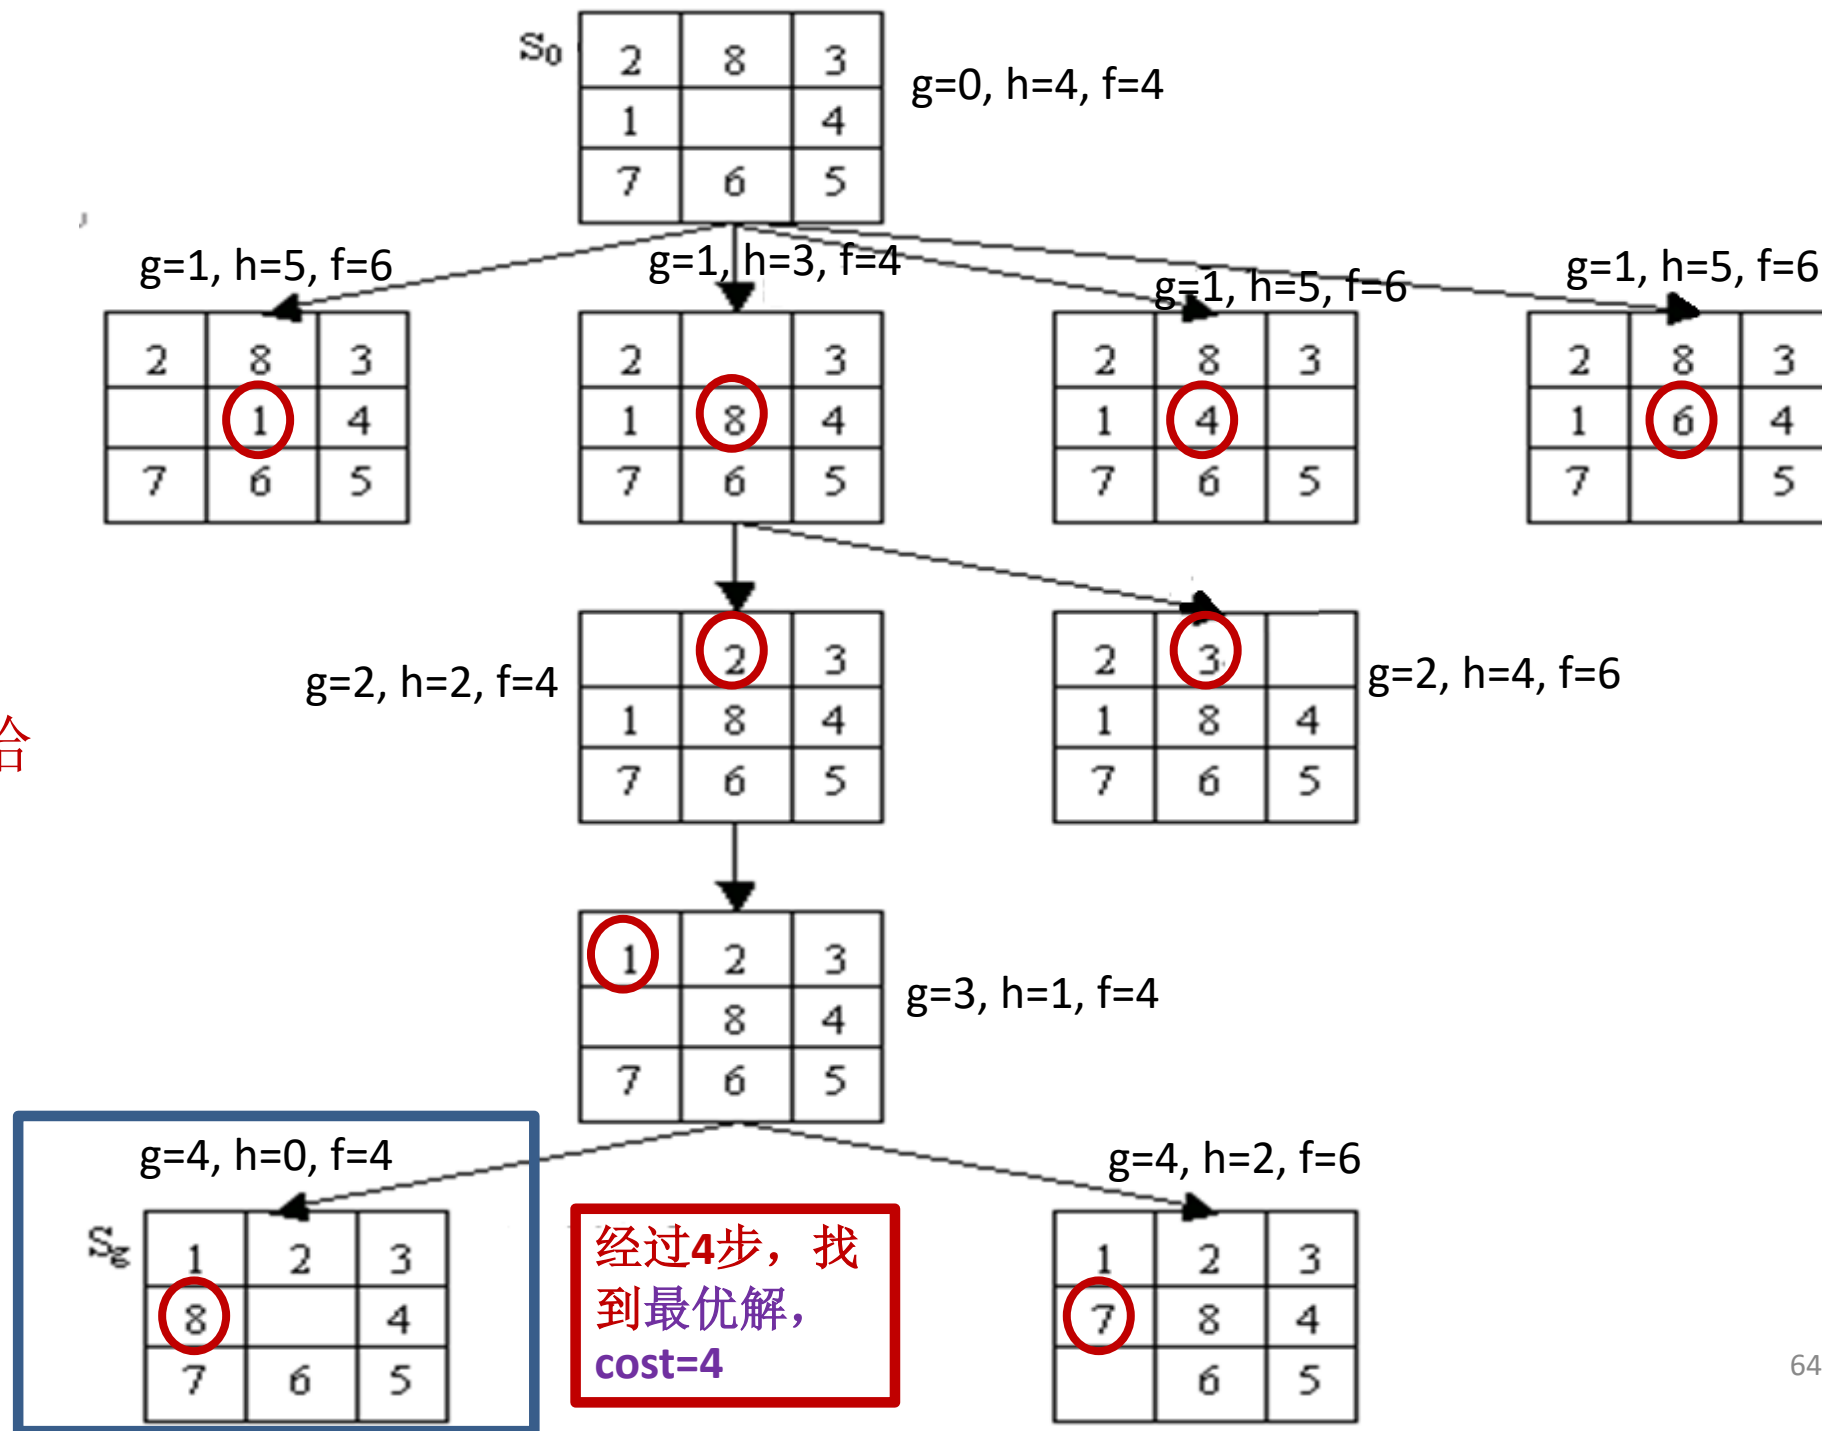 S0
2 8 3
1 4
7 6 5
g=0, h=4, f=4
g=1, h=5, f=6
g=1, h=3, f=4
g=1, h=5, f=6
g=1, h=5, f=6
2 8 3
1 4
7 6 5
2 3
1 8 4
7 6 5
2 8 3
1 4
7 6 5
2 8 3
1 6 4
7 5
g=2, h=2, f=4
2 3
1 8 4
7 6 5
2 3
1 8 4
7 6 5
g=2, h=4, f=6
合
1 2 3
8 4
7 6 5
g=3, h=1, f=4
g=4, h=0, f=4
Sg
1 2 3
8 4
7 6 5
经过4步，找
到最优解，
cost=4
g=4, h=2, f=6
1 2 3
7 8 4
6 5
64